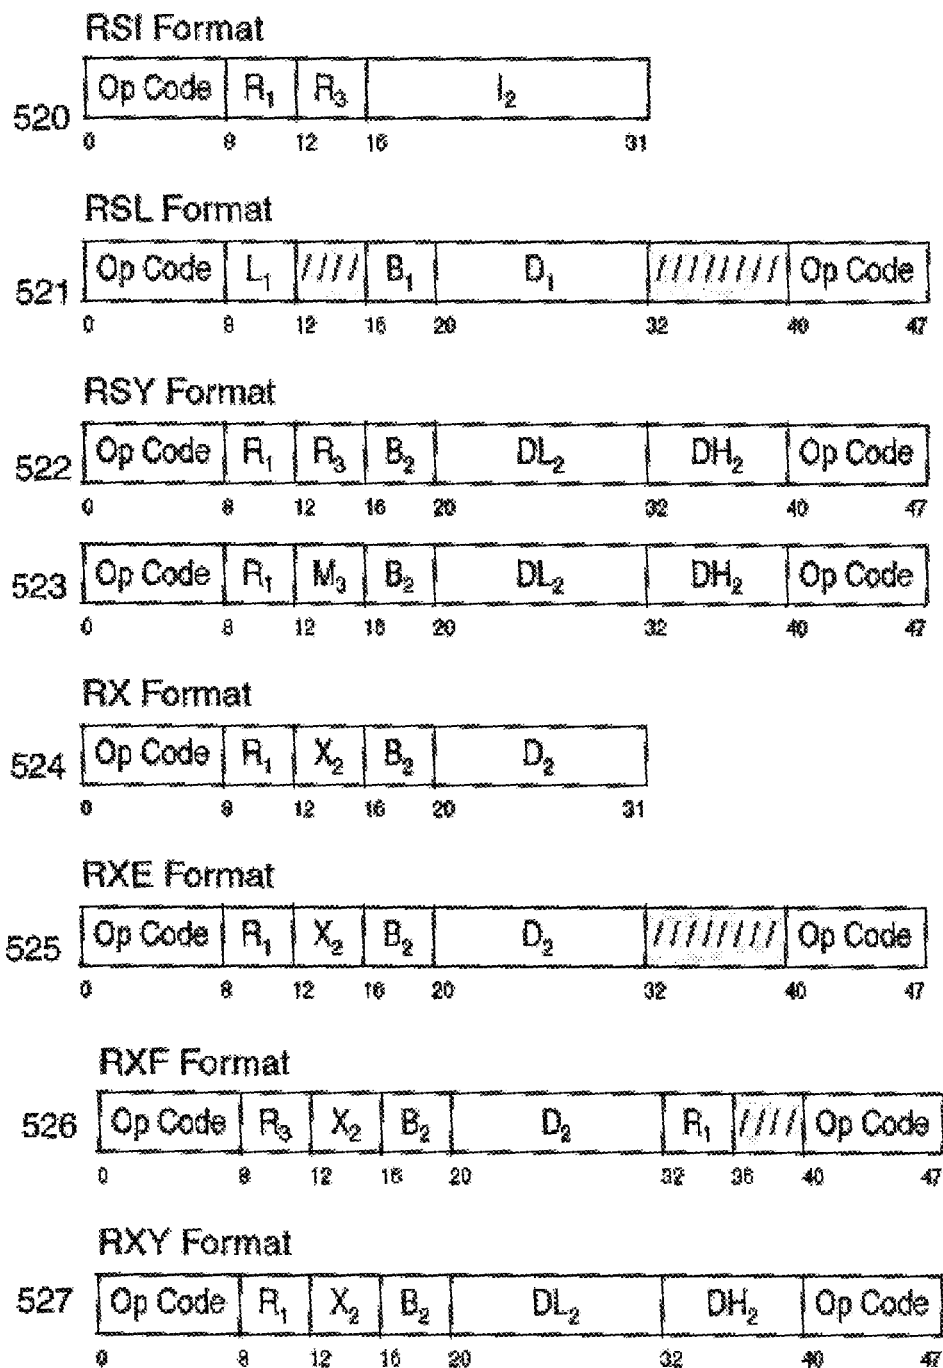 RSI Format
520 Op Code R₁ R₃ I₂
0 8 12 16 31
RSL Format
521 Op Code L₁ //// B₁ D₁ //////// Op Code
0 8 12 16 20 32 40 47
RSY Format
522 Op Code R₁ R₃ B₂ DL₂ DH₂ Op Code
0 8 12 16 20 32 40 47
523 Op Code R₁ M₃ B₂ DL₂ DH₂ Op Code
0 8 12 16 20 32 40 47
RX Format
524 Op Code R₁ X₂ B₂ D₂
0 8 12 16 20 31
RXE Format
525 Op Code R₁ X₂ B₂ D₂ //////// Op Code
0 8 12 16 20 32 40 47
RXF Format
526 Op Code R₃ X₂ B₂ D₂ R₁ //// Op Code
0 8 12 16 20 32 36 40 47
RXY Format
527 Op Code R₁ X₂ B₂ DL₂ DH₂ Op Code
0 8 12 16 20 32 40 47